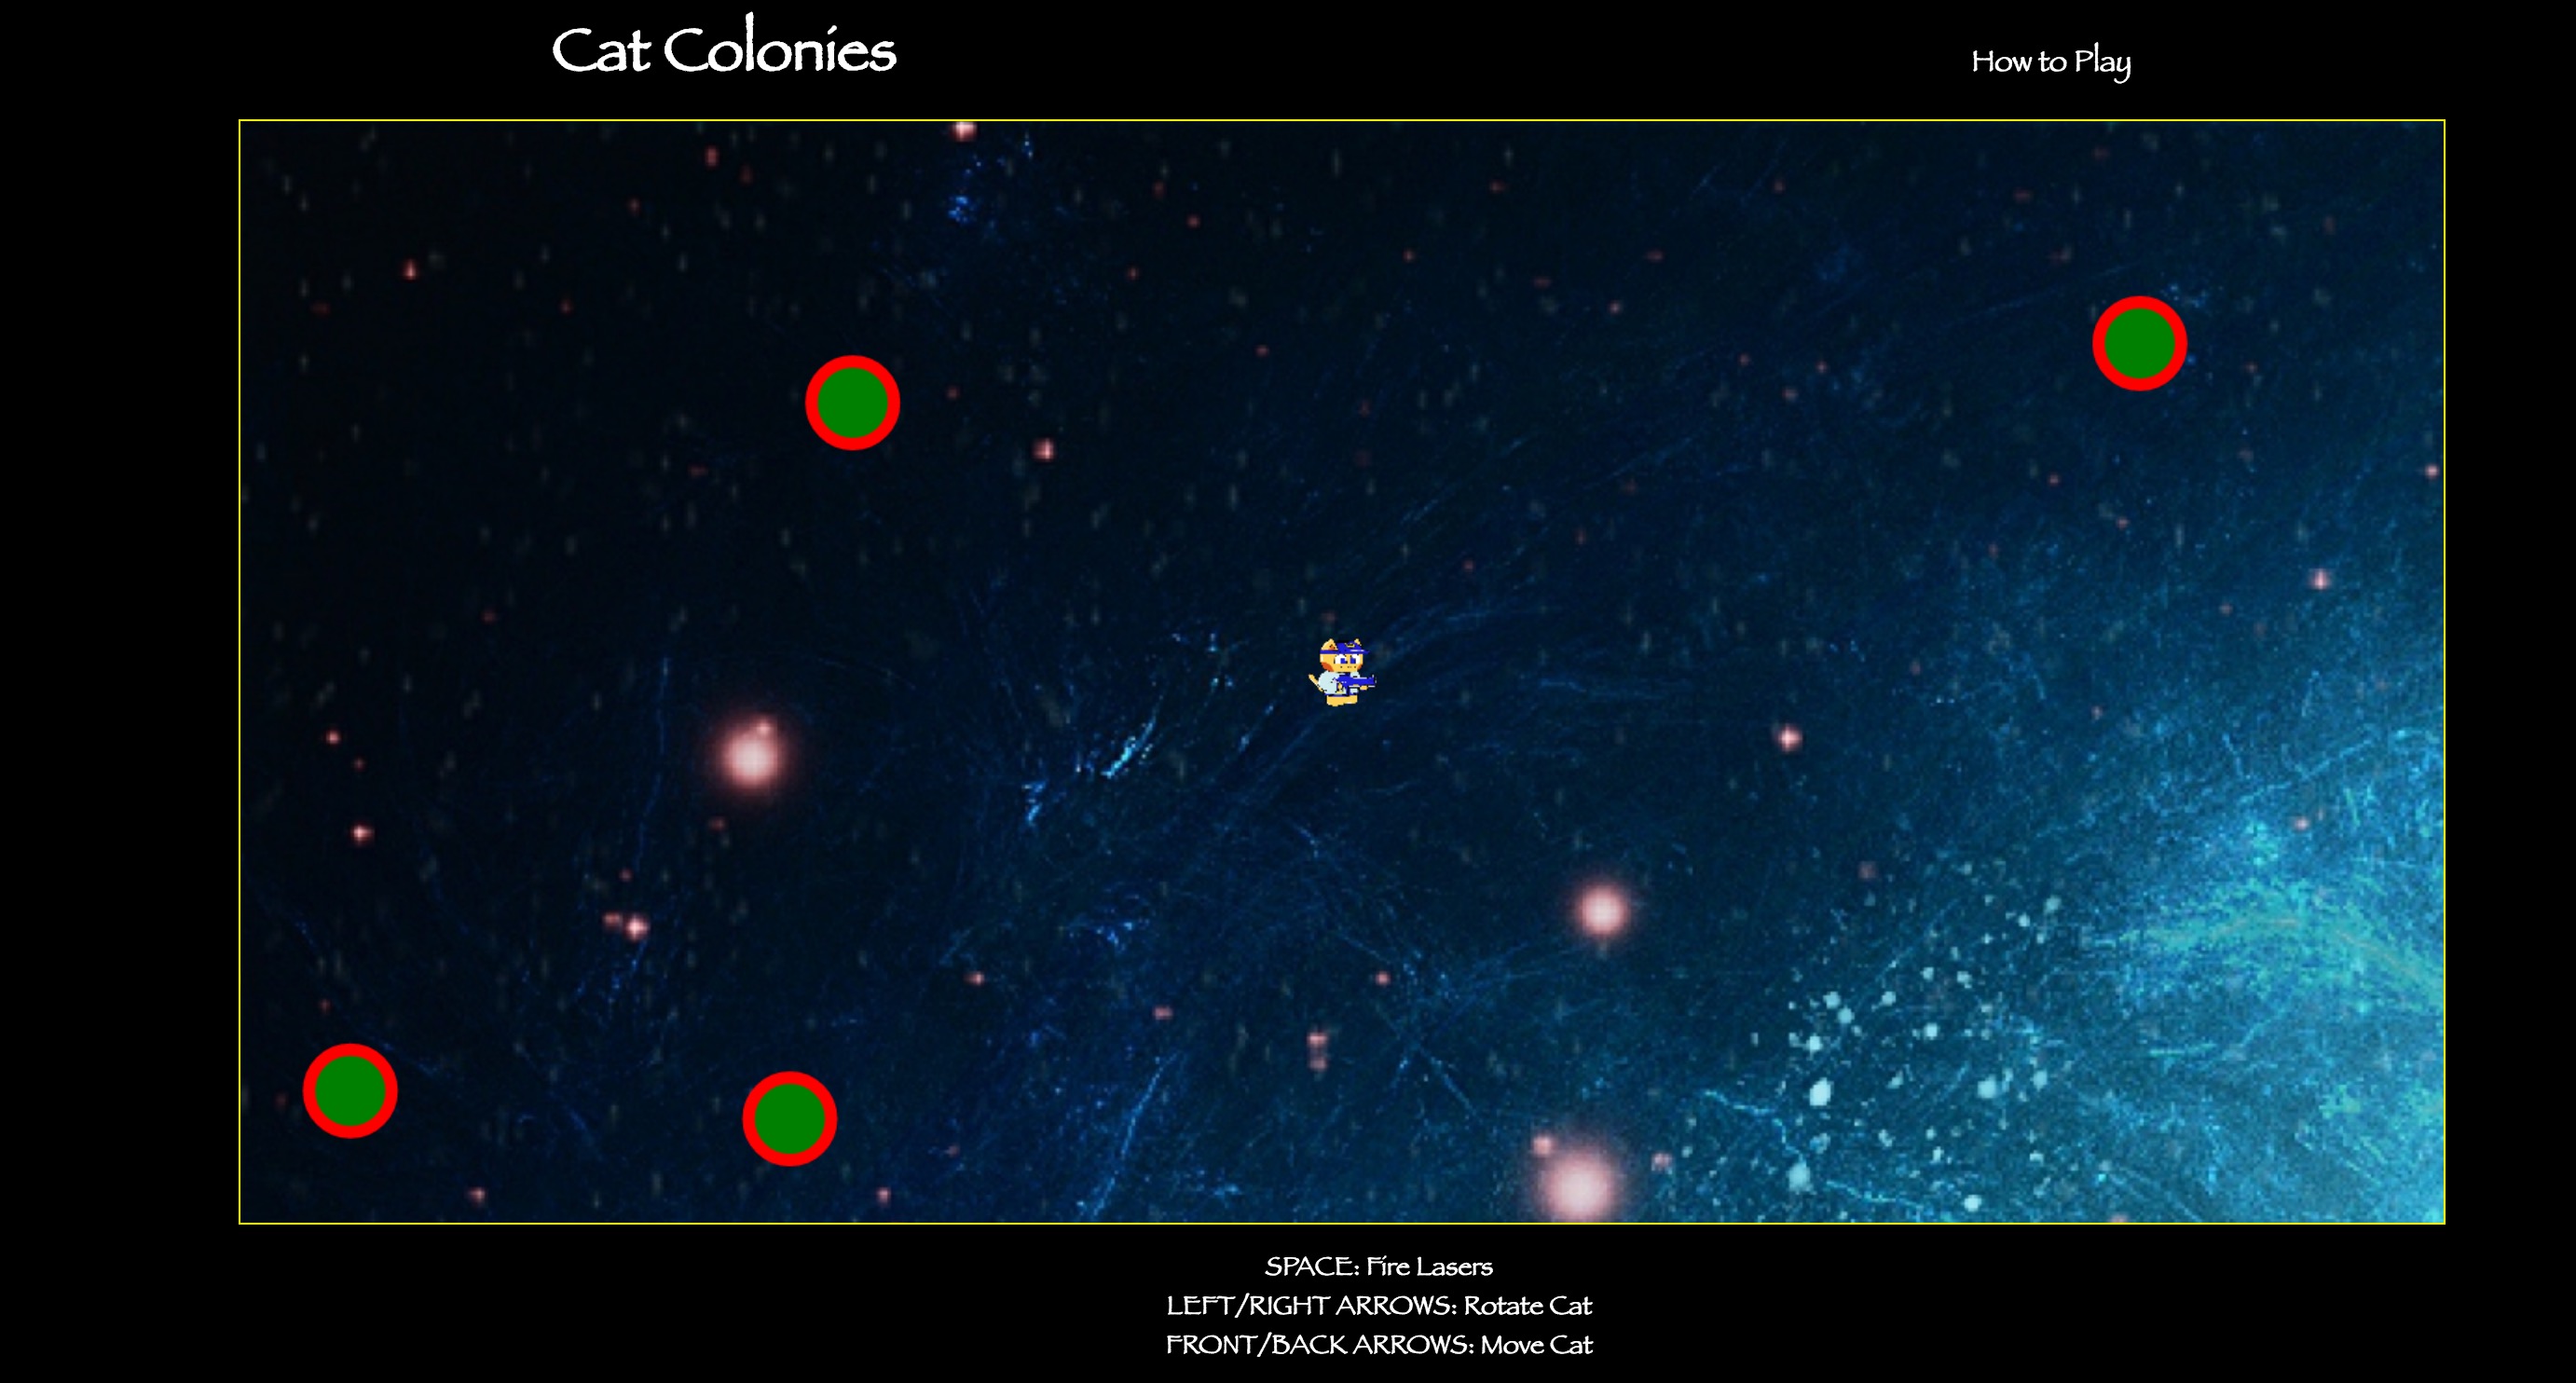 Cat Colonies
How to Play
SPACE: Fire Lasers
LEFT/RIGHT ARROWS: Rotate Cat
FRONT/BACK ARROWS: Move Cat